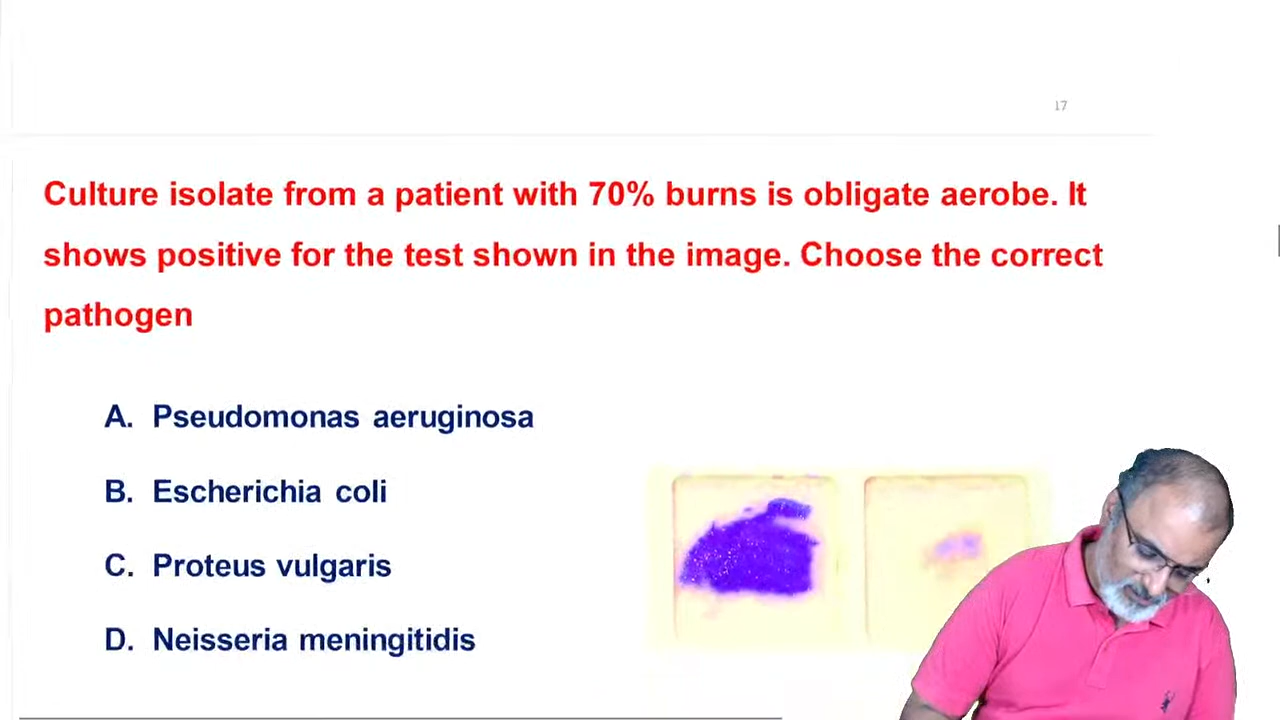 17
Culture isolate from a patient with 70% burns is obligate aerobe. It
shows positive for the test shown in the image. Choose the correct
pathogen
A. Pseudomonas aeruginosa
B. Escherichia coli
C. Proteus vulgaris
D. Neisseria meningitidis